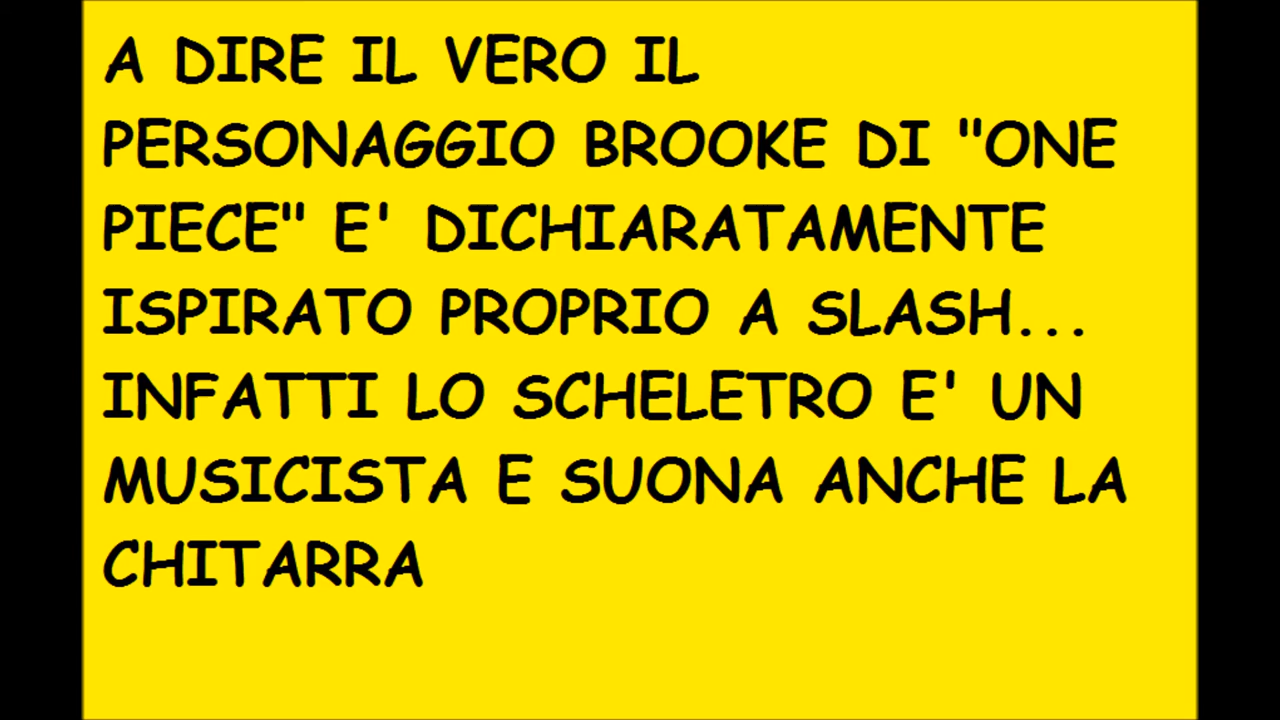 A DIRE IL VERO IL
PERSONAGGIO BROOKE DI "ONE
PIECE" E' DICHIARATAMENTE
ISPIRATO PROPRIO A SLASH...
INFATTI LO SCHELETRO E' UN
MUSICISTA E SUONA ANCHE LA
CHITARRA